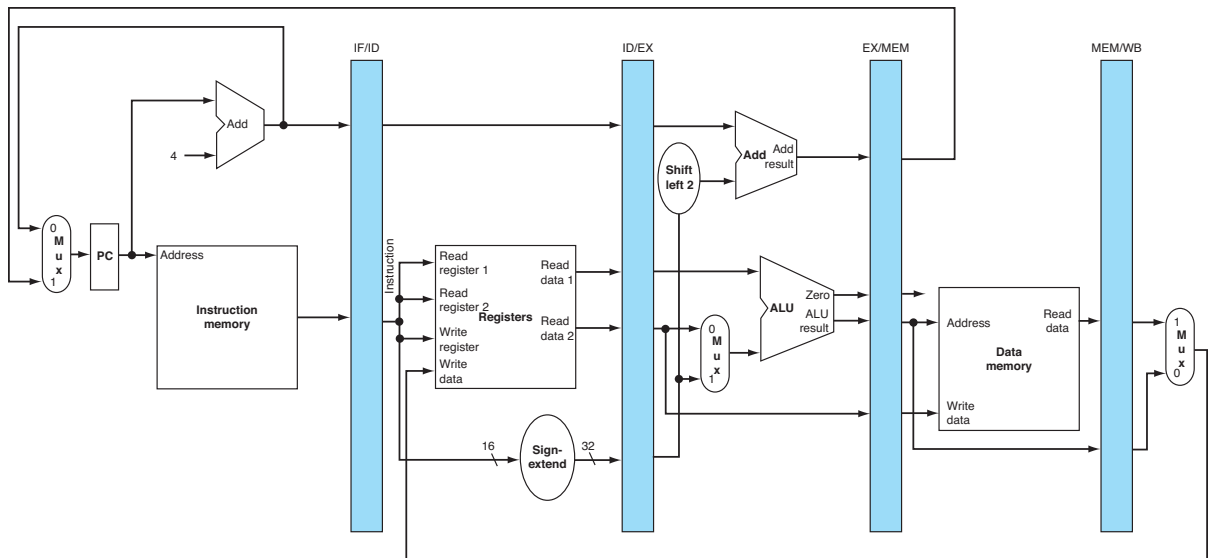 IF/ID
ID/EX
EX/MEM
MEM/WB
Add
4
Shift
left 2
Add
Add
result
0
M
u
x
1
PC
Address
Instruction
memory
Instruction
Read
register 1
Read
register 2
Write
register
Write
data
Registers
Read
data 1
Read
data 2
16
Sign-
extend
32
0
M
u
x
1
ALU
Zero
ALU
result
Address
Read
data
Data
memory
Write
data
1
M
u
x
0